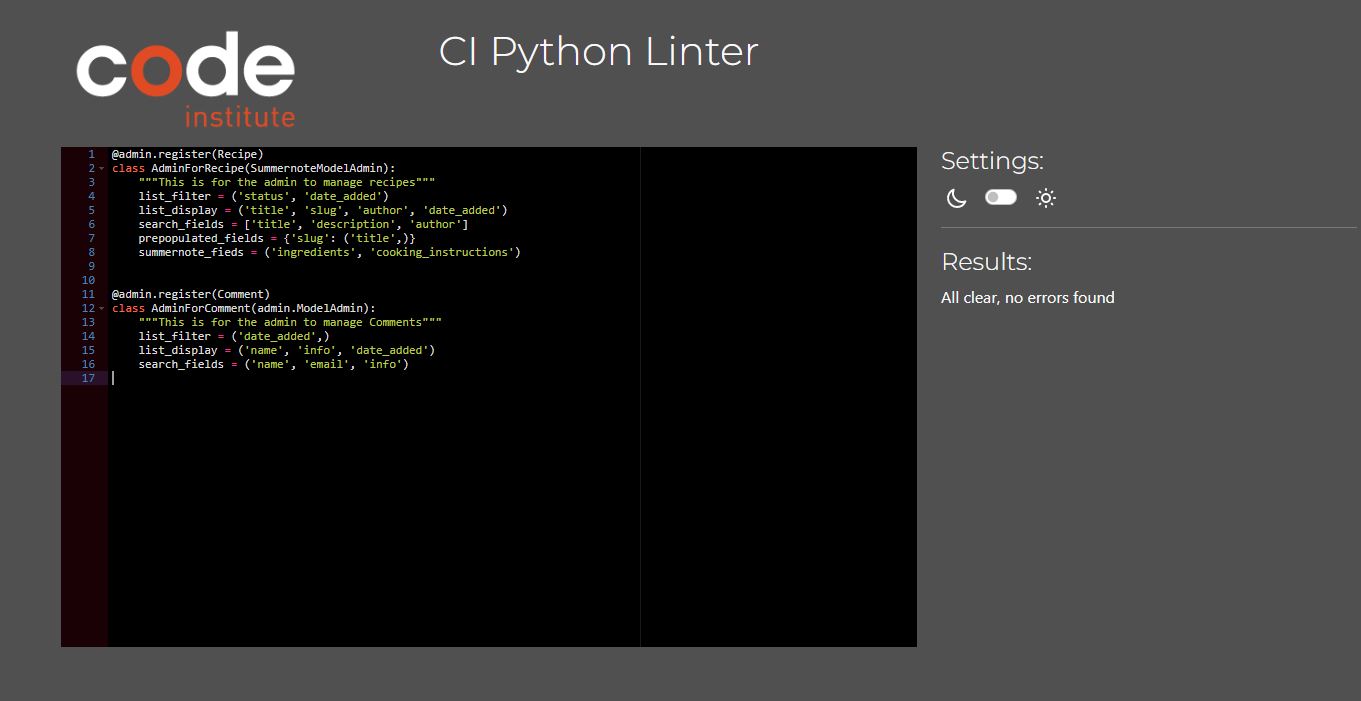 code
institute
CI Python Linter
1 @admin.register(Recipe)
2 class AdminForRecipe(SummernoteModelAdmin):
3 """This is for the admin to manage recipes"""
4 list_filter = ('status', 'date_added')
5 list_display = ('title', 'slug', 'author', 'date_added')
6 search_fields = ['title', 'description', 'author']
7 prepopulated_fields = {'slug': ('title',)}
8 summernote_fieds = ('ingredients', 'cooking_instructions')
9
10
11 @admin.register(Comment)
12 class AdminForComment(admin.ModelAdmin):
13 """This is for the admin to manage Comments"""
14 list_filter = ('date_added',)
15 list_display = ('name', 'info', 'date_added')
16 search_fields = ('name', 'email', 'info')
17
Settings:
Results:
All clear, no errors found